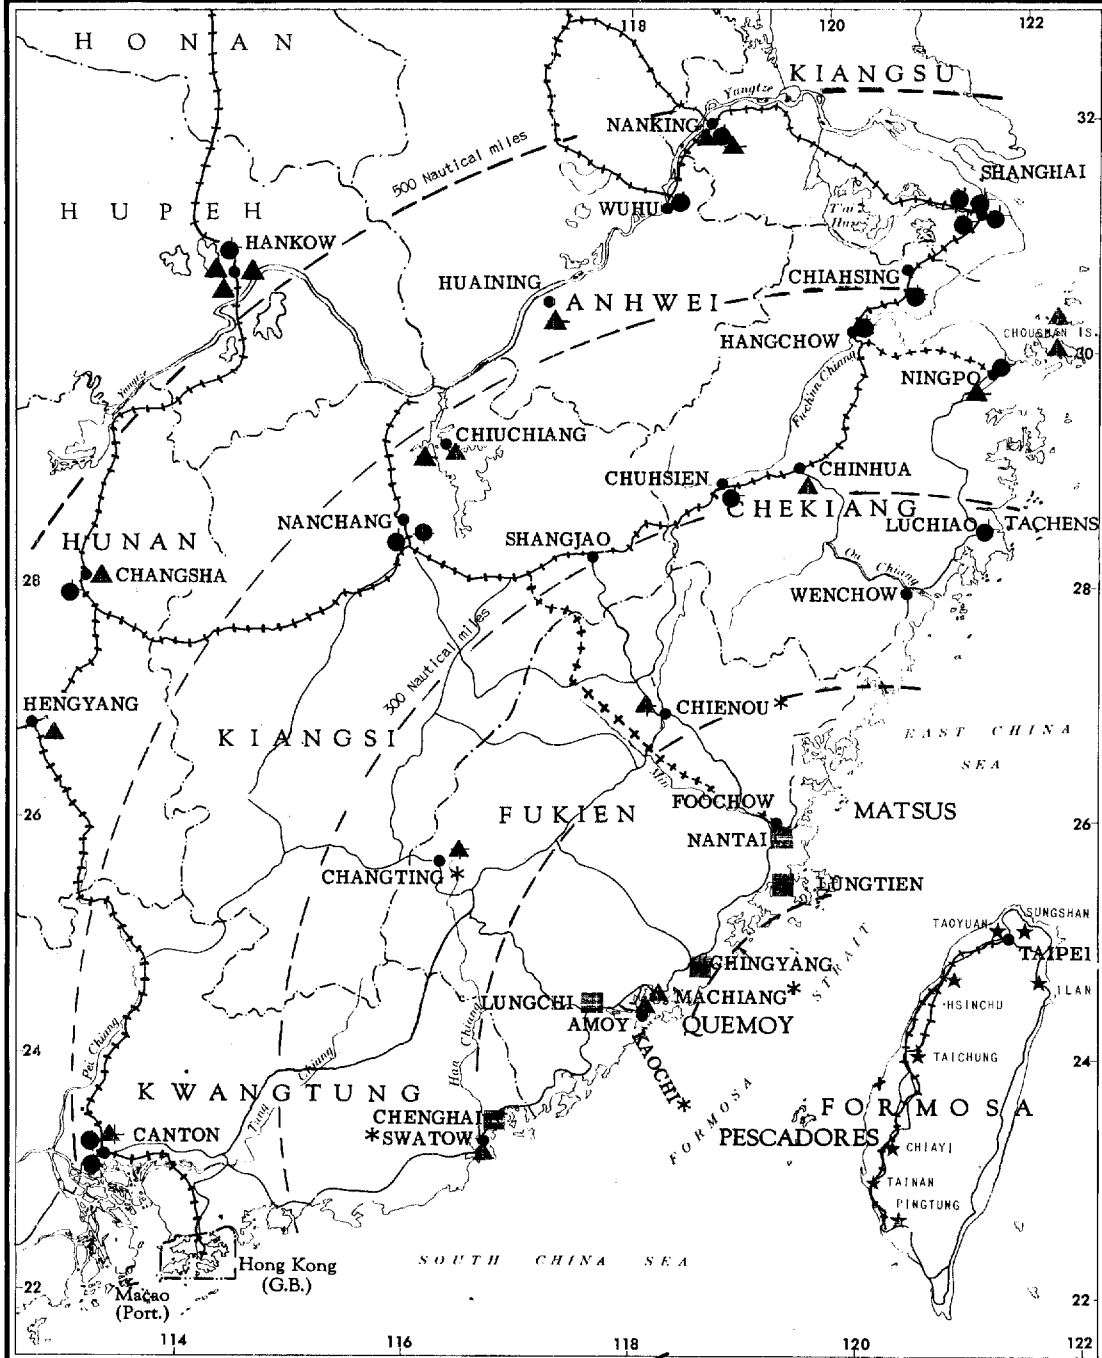 118
120
122
HONAN
KIANGSU
Yangtze
32
NANKING
500 Nautical miles
SHANGHAI
HUPEH
WUHU
T'ai
Hu
HANKOW
CHIAHSING
HUAINING
ANHWEI
CHOUSHAN IS.
HANGCHOW
30
NINGPO
Yangtze
Fuchun Chiang
CHIUCHIANG
CHINHUA
CHUHSIEN
CHEKIANG
NANCHANG
LUCHIAO
TACHENS
HUNAN
SHANGJAO
Ou
Chiang
28
CHANGSHA
28
WENCHOW
300 Nautical miles
HENGYANG
CHIENOU*
KIANGSI
EAST CHINA
SEA
Min
FOOCHOW
26
FUKIEN
MATSUS
26
NANTAI
CHANGTING*
LUNGTIEN
SUNGSHAN
TAOYUAN
TAIPEI
CHINGYANG
STRAIT
ILAN
LUNGCHI
MACHIANG*
HSINCHU
AMOY
QUEMOY
Pei Chiang
Han Chiang
24
KAOCHI*
TAICHUNG
24
Chiang
Tung
KWANGTUNG
FORMOSA
FORMOSA
CHENGHAI
CANTON
*SWATOW
PESCADORES
CHIAYI
TAINAN
PINGTUNG
SOUTH CHINA SEA
Hong Kong
(G.B.)
22
Macao
(Port.)
22
114
116
118
120
122